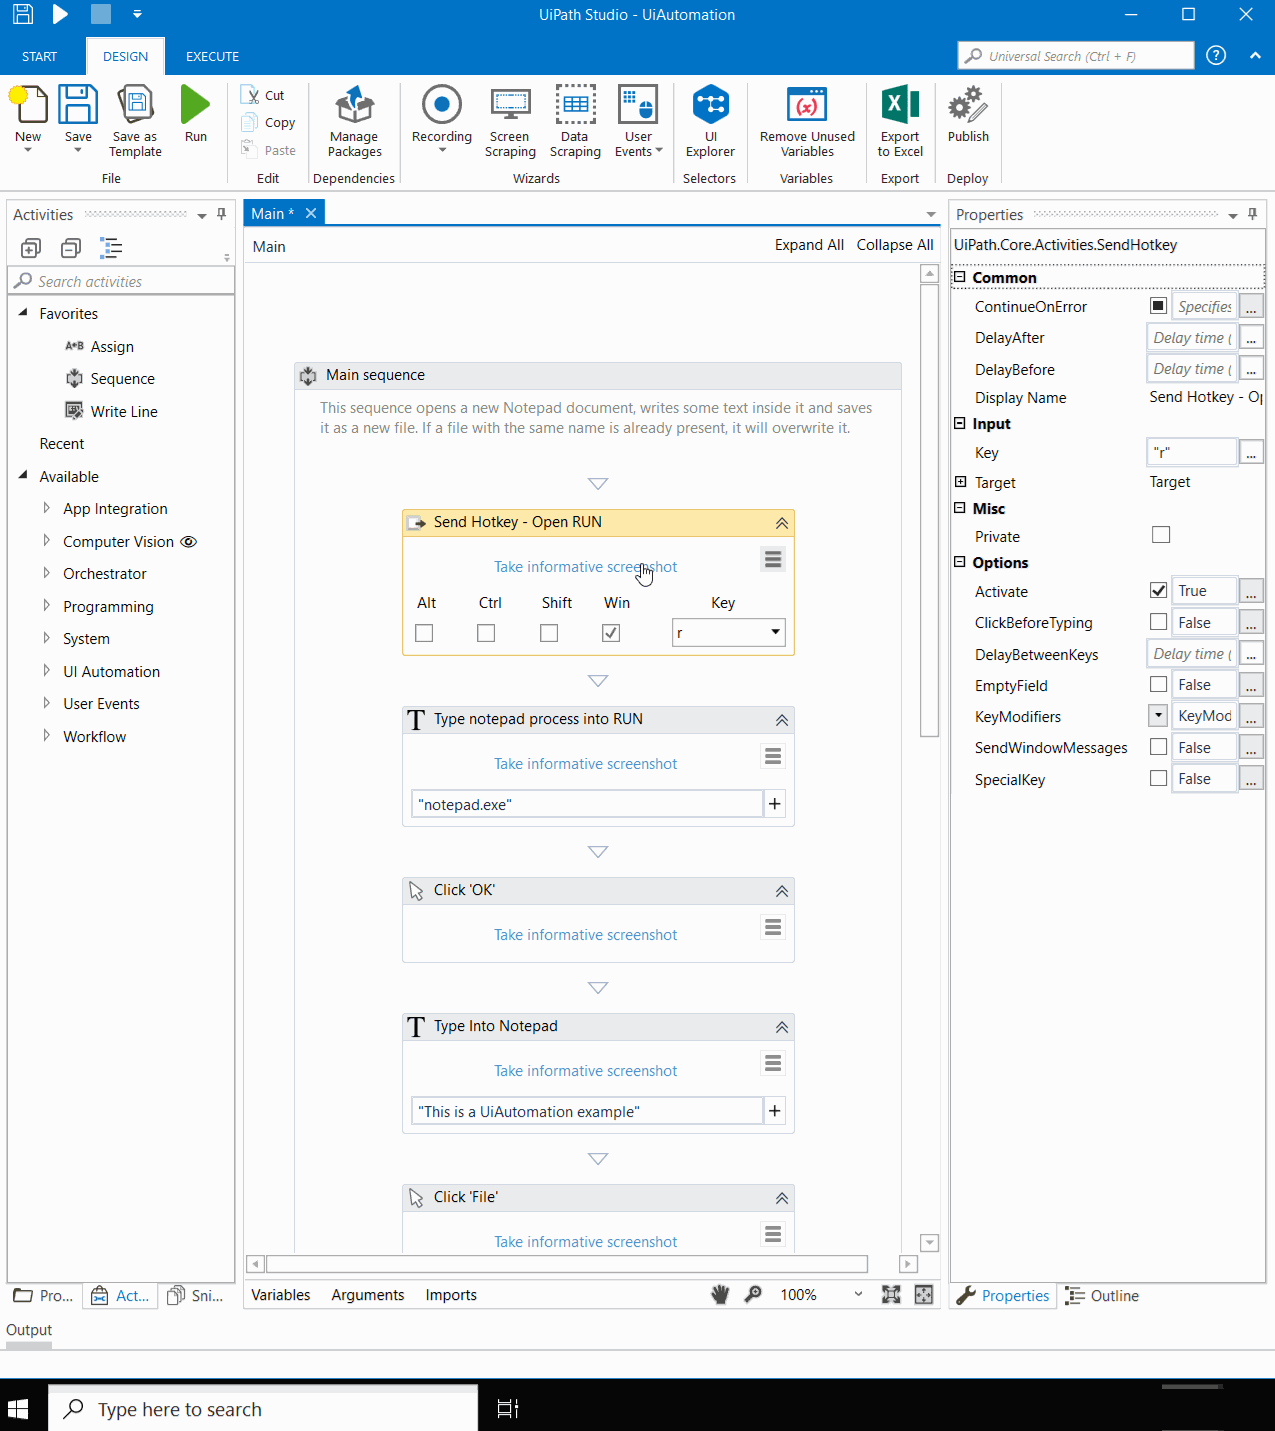 UiPath Studio - UiAutomation
START DESIGN EXECUTE
Universal Search (Ctrl + F)
New
Save
Save as Template
Run
Cut
Copy
Paste
Manage Packages
Recording
Screen Scraping
Data Scraping
User Events
UI Explorer
Remove Unused Variables
Export to Excel
Publish
File Edit Dependencies Wizards Selectors Variables Export Deploy
Activities
Search activities
Favorites
A+B Assign
Sequence
Write Line
Recent
Available
App Integration
Computer Vision
Orchestrator
Programming
System
UI Automation
User Events
Workflow
Pro...
Act...
Sni...
Main *
Main
Expand All Collapse All
Main sequence
This sequence opens a new Notepad document, writes some text inside it and saves
it as a new file. If a file with the same name is already present, it will overwrite it.
Send Hotkey - Open RUN
Take informative screenshot
Alt Ctrl Shift Win Key
r
T Type notepad process into RUN
Take informative screenshot
"notepad.exe" +
Click 'OK'
Take informative screenshot
T Type Into Notepad
Take informative screenshot
"This is a UiAutomation example" +
Click 'File'
Take informative screenshot
Variables Arguments Imports
100%
Properties
UiPath.Core.Activities.SendHotkey
Common
ContinueOnError Specifies ...
DelayAfter Delay time ( ...
DelayBefore Delay time ( ...
Display Name Send Hotkey - Op
Input
Key "r" ...
Target Target
Misc
Private
Options
Activate True ...
ClickBeforeTyping False ...
DelayBetweenKeys Delay time ( ...
EmptyField False ...
KeyModifiers KeyMod ...
SendWindowMessages False ...
SpecialKey False ...
Properties
Outline
Output
Type here to search